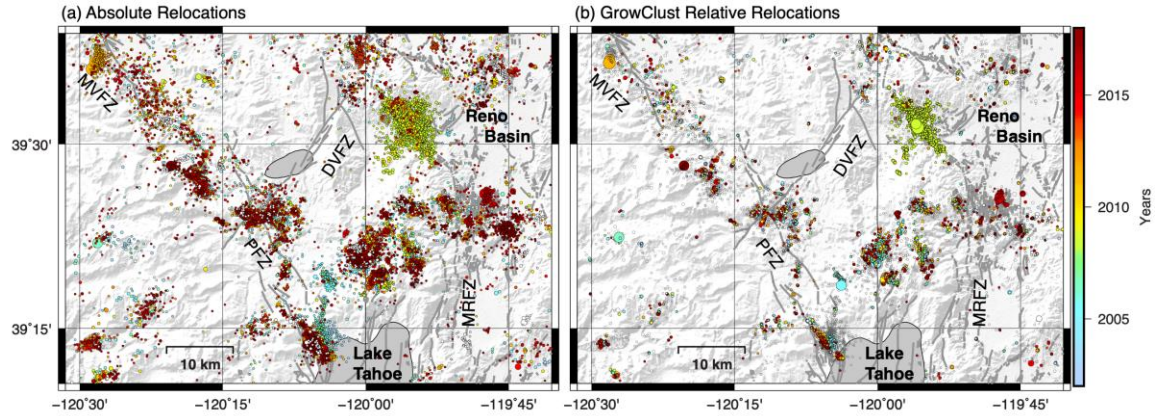 (a) Absolute Relocations
(b) GrowClust Relative Relocations
MVFZ
DVFZ
Reno
Basin
39°30'
PFZ
MRFZ
39°15'
10 km
Lake
Tahoe
−120°30'
−120°15'
−120°00'
−119°45'
MVFZ
DVFZ
Reno
Basin
PFZ
MRFZ
10 km
Lake
Tahoe
−120°30'
−120°15'
−120°00'
−119°45'
2015
2010
2005
Years